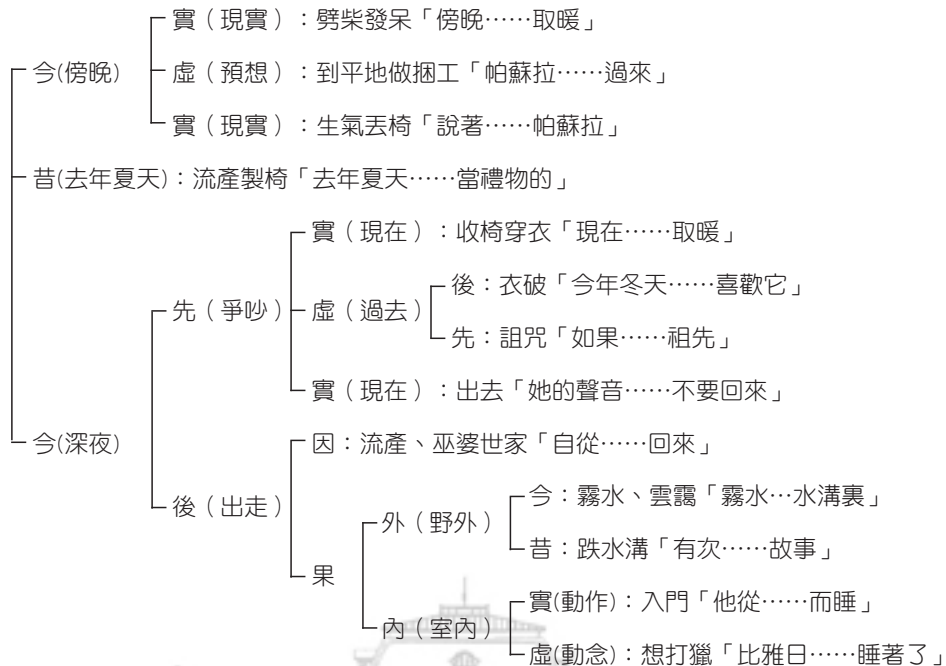 實（現實）：劈柴發呆「傍晚……取暖」
今(傍晚)
虛（預想）：到平地做捆工「帕蘇拉……過來」
實（現實）：生氣丟椅「說著……帕蘇拉」
昔(去年夏天)：流產製椅「去年夏天……當禮物的」
實（現在）：收椅穿衣「現在……取暖」
先（爭吵）
虛（過去）
後：衣破「今年冬天……喜歡它」
先：詛咒「如果……祖先」
實（現在）：出去「她的聲音……不要回來」
今(深夜)
因：流產、巫婆世家「自從……回來」
後（出走）
外（野外）
今：霧水、雲靄「霧水…水溝裏」
昔：跌水溝「有次……故事」
果
內（室內）
實(動作)：入門「他從……而睡」
虛(動念)：想打獵「比雅日……睡著了」